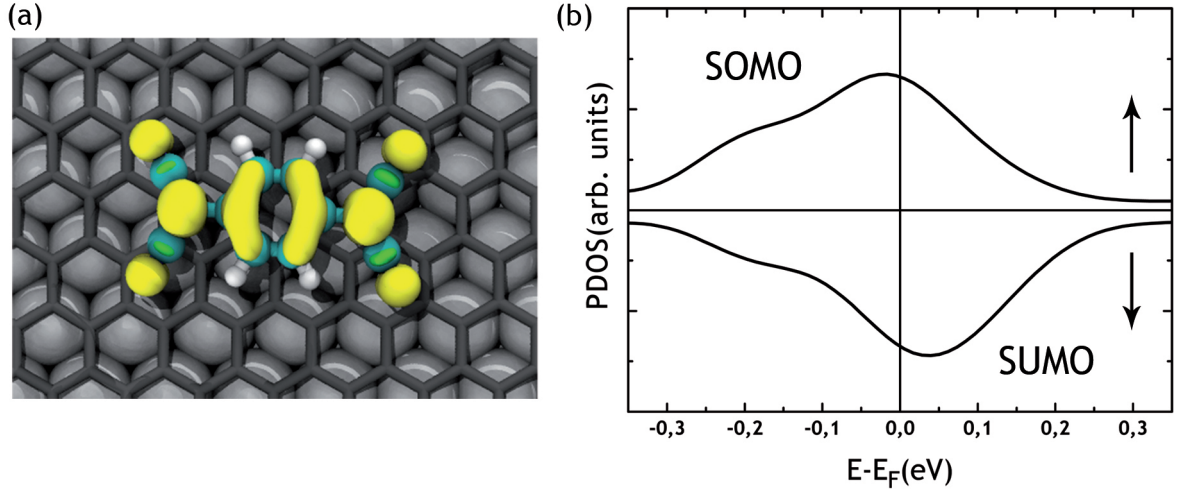 (a)
(b)
SOMO
SUMO
PDOS(arb. units)
-0,3 -0,2 -0,1 0,0 0,1 0,2 0,3
E-EF(eV)